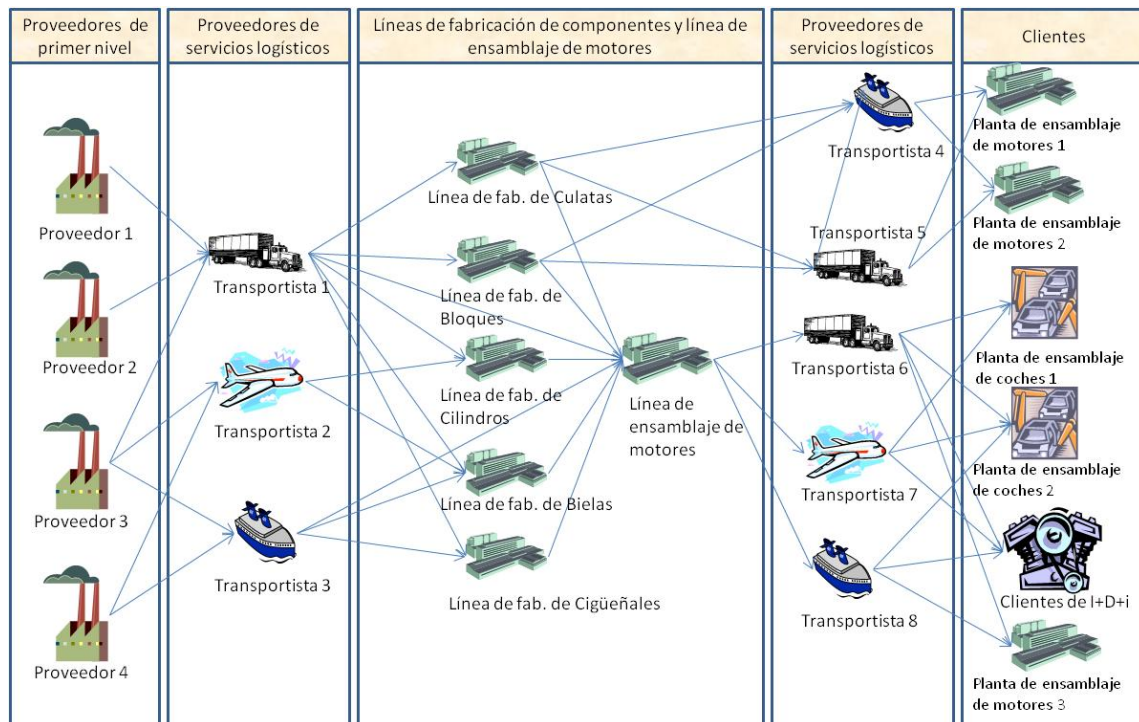 Proveedores de
primer nivel
Proveedores
de servicios logísticos
Líneas de fabricación de componentes y línea de
ensamblaje de motores
Proveedores
de servicios logísticos
Clientes
Proveedor 1
Proveedor 2
Proveedor 3
Proveedor 4
Transportista 1
Transportista 2
Transportista 3
Línea de fab. de Culatas
Línea de fab. de
Bloques
Línea de fab. de
Cilindros
Línea de fab. de Bielas
Línea de fab. de Cigüeñales
Línea de
ensamblaje de
motores
Transportista 4
Transportista 5
Transportista 6
Transportista 7
Transportista 8
Planta de ensamblaje
de motores 1
Planta de ensamblaje
de motores 2
Planta de ensamblaje
de coches 1
Planta de ensamblaje
de coches 2
Clientes de I+D+i
Planta de ensamblaje
de motores 3